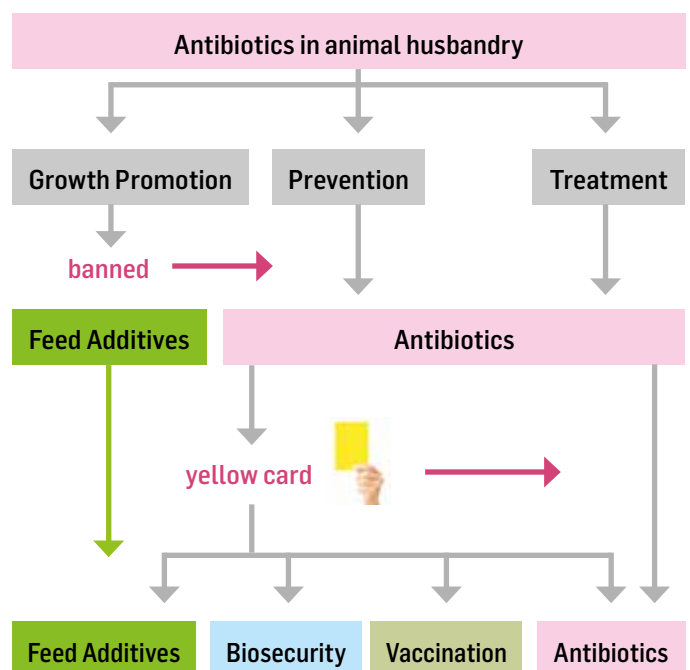 Antibiotics in animal husbandry
Growth Promotion
Prevention
Treatment
banned
Feed Additives
Antibiotics
yellow card
Feed Additives
Biosecurity
Vaccination
Antibiotics